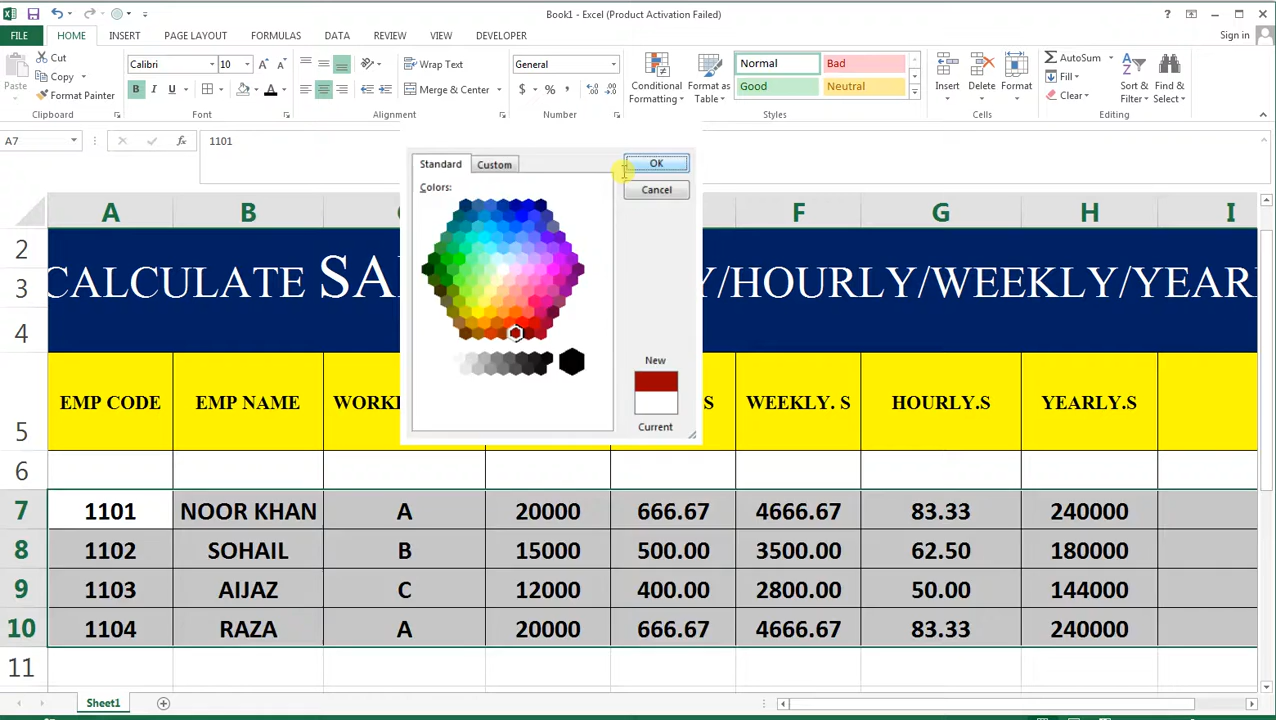 Book1 - Excel (Product Activation Failed)
FILE HOME INSERT PAGE LAYOUT FORMULAS DATA REVIEW VIEW DEVELOPER Sign in
Cut
Copy
Format Painter
Paste
Clipboard
Calibri 10
B I U A
Font
Wrap Text
Merge & Center
Alignment
General
$ % ,
Number
Conditional Formatting
Format as Table
Normal Bad
Good Neutral
Styles
Insert Delete Format
Cells
AutoSum
Fill
Clear
Sort & Filter
Find & Select
Editing
A7 fx 1101
Standard Custom
Colors:
OK
Cancel
New
Current
A B C F G H I
2
3 CALCULATE SAL Y/HOURLY/WEEKLY/YEAR
4
5 EMP CODE EMP NAME WORK S WEEKLY. S HOURLY.S YEARLY.S
6
7 1101 NOOR KHAN A 20000 666.67 4666.67 83.33 240000
8 1102 SOHAIL B 15000 500.00 3500.00 62.50 180000
9 1103 AIJAZ C 12000 400.00 2800.00 50.00 144000
10 1104 RAZA A 20000 666.67 4666.67 83.33 240000
11
Sheet1